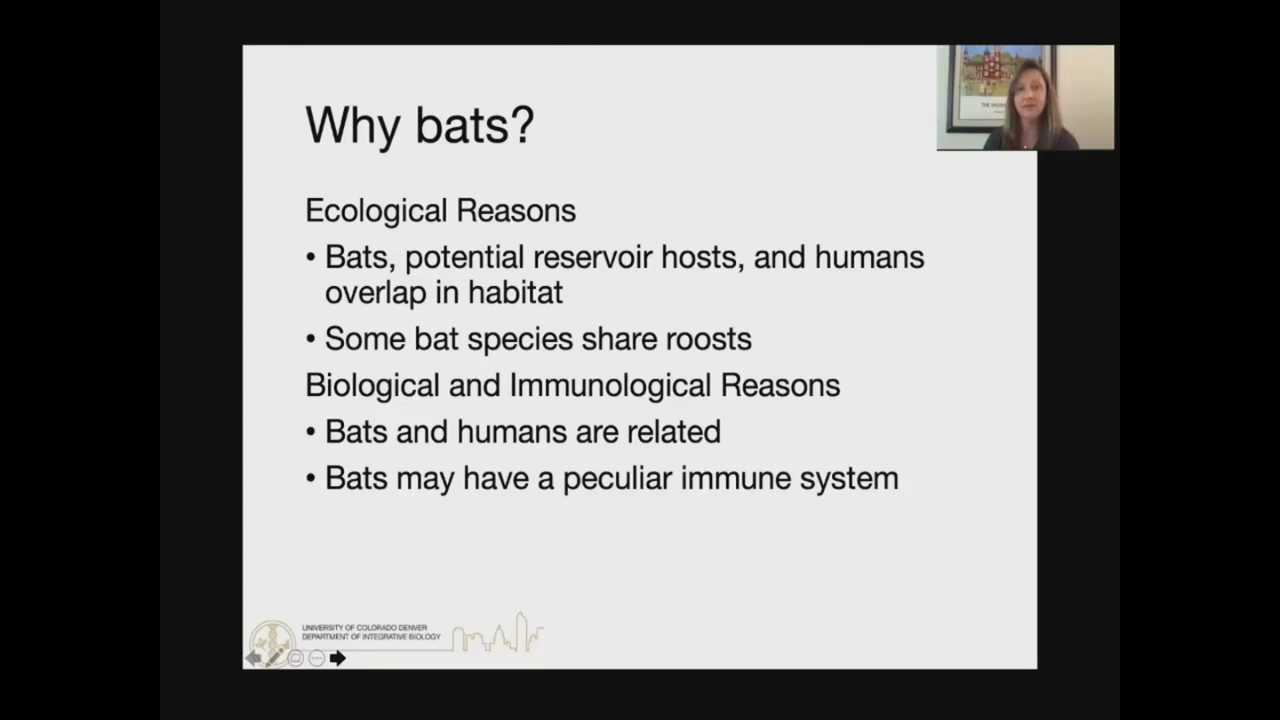 Why bats?
Ecological Reasons
• Bats, potential reservoir hosts, and humans
overlap in habitat
• Some bat species share roosts
Biological and Immunological Reasons
• Bats and humans are related
• Bats may have a peculiar immune system
UNIVERSITY OF COLORADO DENVER
DEPARTMENT OF INTEGRATIVE BIOLOGY